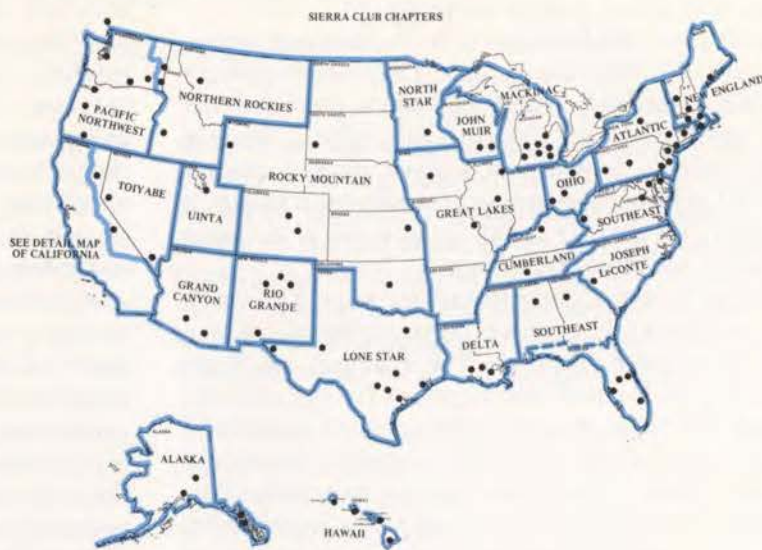 SIERRA CLUB CHAPTERS
PACIFIC
NORTHWEST
NORTHERN ROCKIES
NORTH
STAR
JOHN
MUIR
MACKINAC
NEW ENGLAND
ATLANTIC
TOIYABE
UINTA
ROCKY MOUNTAIN
GREAT LAKES
OHIO
SOUTHEAST
SEE DETAIL MAP
OF CALIFORNIA
GRAND
CANYON
RIO
GRANDE
CUMBERLAND
JOSEPH
LeCONTE
LONE STAR
DELTA
SOUTHEAST
ALASKA
HAWAII